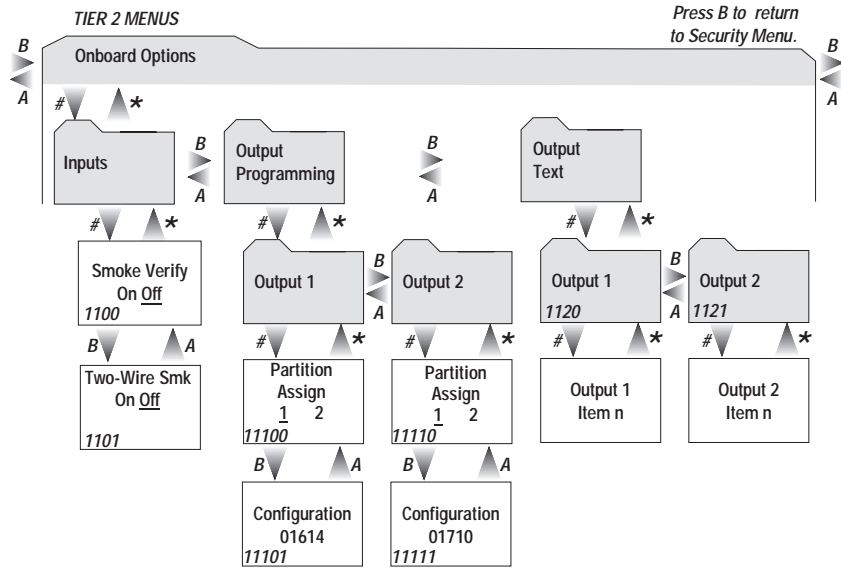 TIER 2 MENUS
Press B to return
to Security Menu.
B
A
Onboard Options
B
A
# *
Inputs
B
A
Output
Programming
B
A
Output
Text
# *
# *
# *
Smoke Verify
On Off
1100
Output 1
B
A
Output 2
Output 1
1120
B
A
Output 2
1121
B A
# *
# *
# *
# *
Two-Wire Smk
On Off
1101
Partition
Assign
1 2
11100
Partition
Assign
1 2
11110
Output 1
Item n
Output 2
Item n
B A
B A
Configuration
01614
11101
Configuration
01710
11111